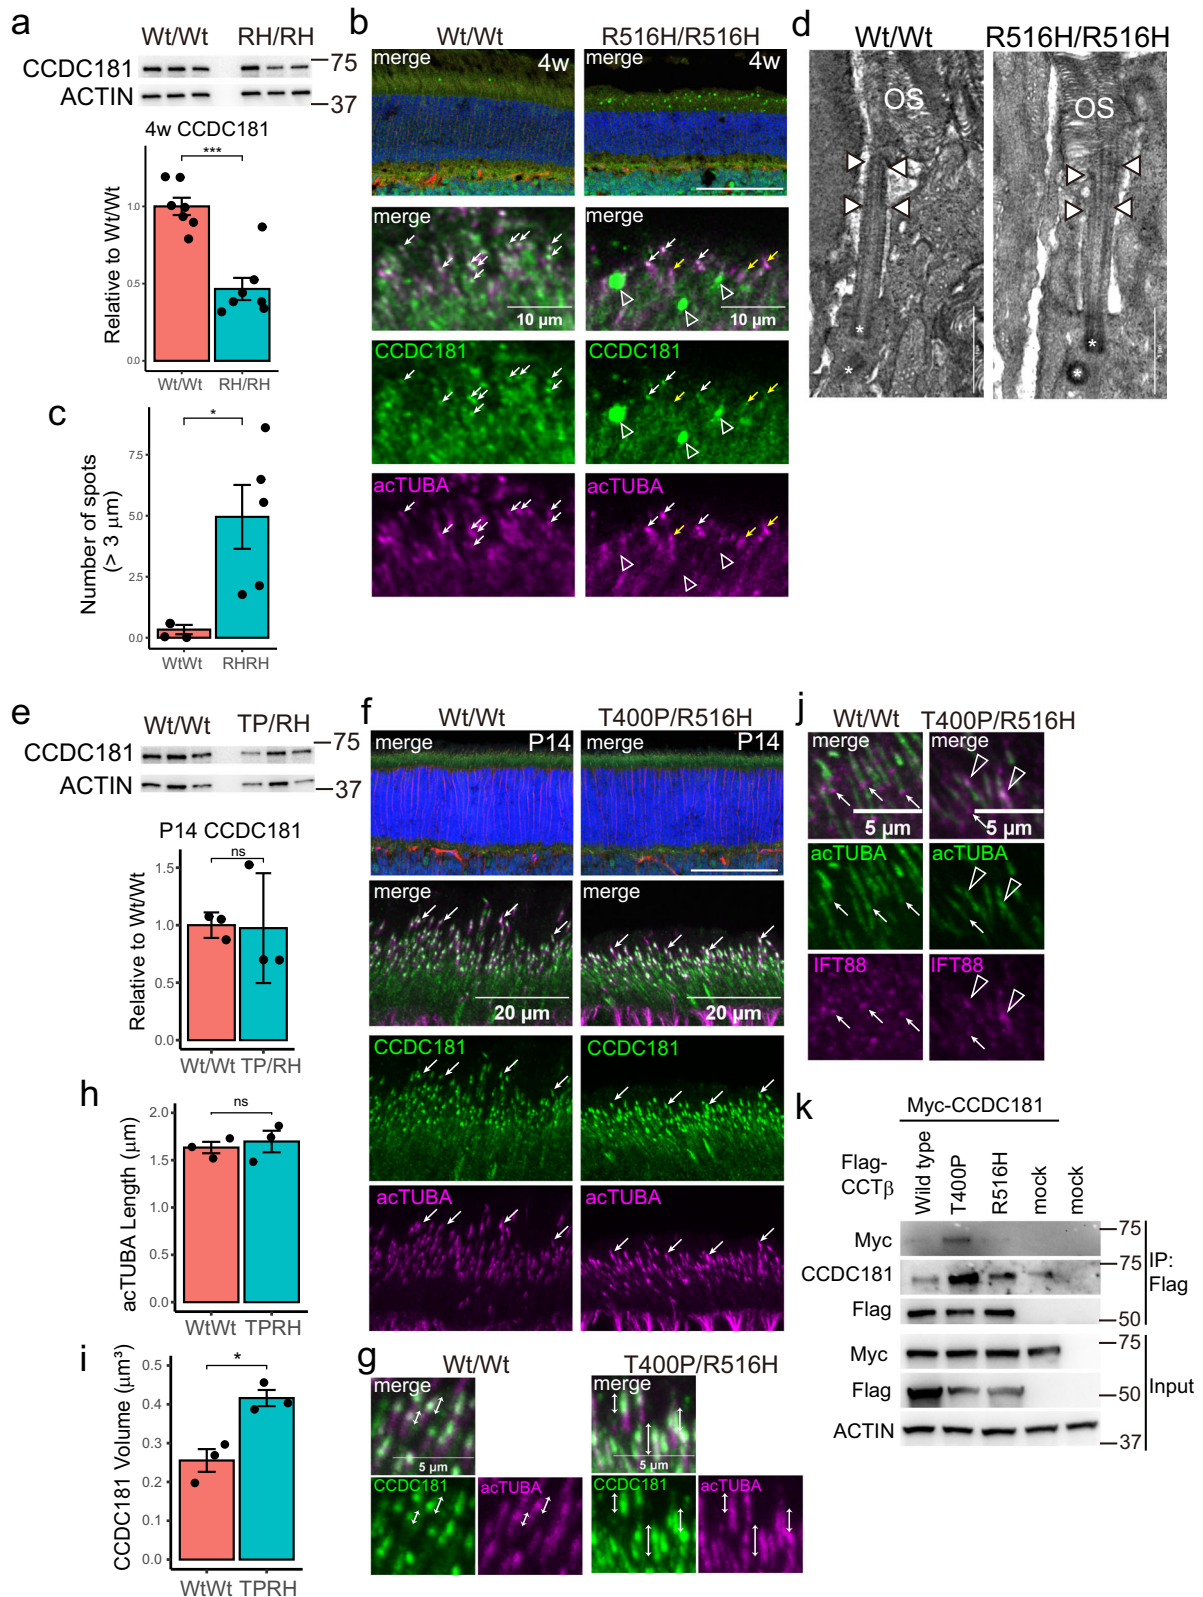 a
Wt/Wt RH/RH
CCDC181 75
ACTIN 37
4w CCDC181
***
Relative to Wt/Wt
1.0
0.5
0.0
Wt/Wt RH/RH
b
Wt/Wt R516H/R516H
merge 4w merge 4w
merge merge
10 µm 10 µm
CCDC181 CCDC181
acTUBA acTUBA
c
*
Number of spots
(> 3 µm)
7.5
5.0
2.5
0.0
WtWt RHRH
d
Wt/Wt R516H/R516H
OS OS
* * * *
e
Wt/Wt TP/RH
CCDC181 75
ACTIN 37
P14 CCDC181
ns
Relative to Wt/Wt
1.5
1.0
0.5
0.0
Wt/Wt TP/RH
f
Wt/Wt T400P/R516H
merge P14 merge P14
merge merge
20 µm 20 µm
CCDC181 CCDC181
acTUBA acTUBA
g
Wt/Wt T400P/R516H
merge merge
5 µm 5 µm
CCDC181 acTUBA CCDC181 acTUBA
h
ns
acTUBA Length (µm)
2.0
1.5
1.0
0.5
0.0
WtWt TPRH
i
*
CCDC181 Volume (µm³)
0.5
0.4
0.3
0.2
0.1
0.0
WtWt TPRH
j
Wt/Wt T400P/R516H
merge merge
5 µm 5 µm
acTUBA acTUBA
IFT88 IFT88
k
Myc-CCDC181
Flag-
CCTβ
Wild type
T400P
R516H
mock
mock
Myc 75
CCDC181 75
Flag 50
IP:
Flag
Myc 75
Flag 50
ACTIN 37
Input